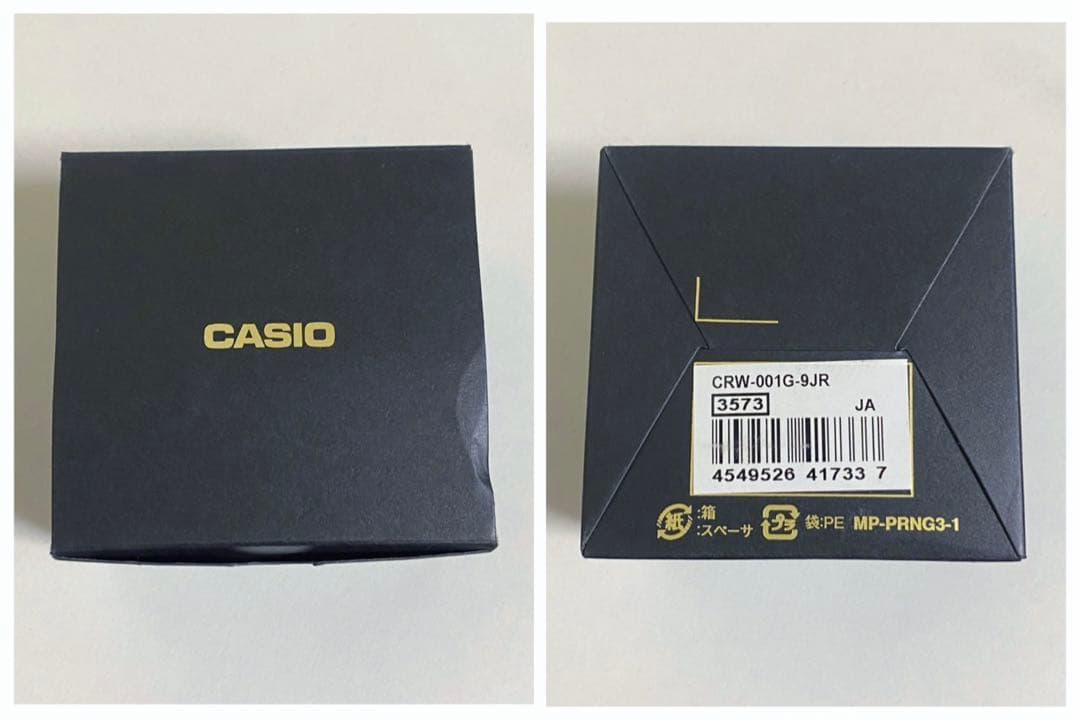 CASIO
CRW-001G-9JR
3573 JA
4549526 41733 7
紙 :箱
:スペーサ
プラ 袋:PE MP-PRNG3-1